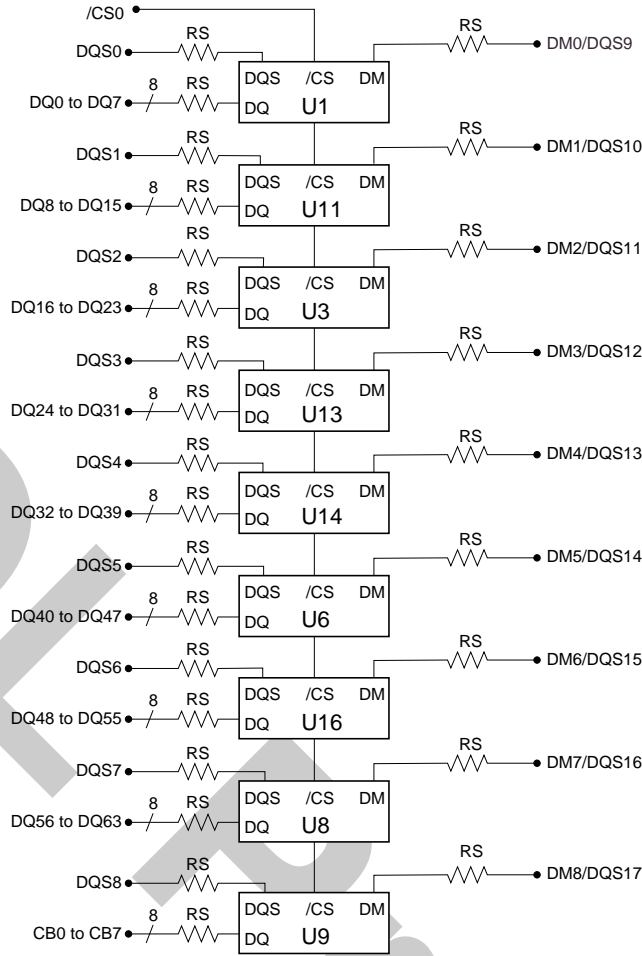 /CS0
RS
DQS0
RS
DM0/DQS9
DQS /CS DM
8
RS
DQ0 to DQ7
DQ U1
RS
DQS1
RS
DM1/DQS10
DQS /CS DM
8
RS
DQ8 to DQ15
DQ U11
RS
DQS2
RS
DM2/DQS11
DQS /CS DM
8
RS
DQ16 to DQ23
DQ U3
RS
DQS3
RS
DM3/DQS12
DQS /CS DM
8
RS
DQ24 to DQ31
DQ U13
RS
DQS4
RS
DM4/DQS13
DQS /CS DM
8
RS
DQ32 to DQ39
DQ U14
RS
DQS5
RS
DM5/DQS14
DQS /CS DM
8
RS
DQ40 to DQ47
DQ U6
RS
DQS6
RS
DM6/DQS15
DQS /CS DM
8
RS
DQ48 to DQ55
DQ U16
RS
DQS7
RS
DM7/DQS16
DQS /CS DM
8
RS
DQ56 to DQ63
DQ U8
RS
DQS8
RS
DM8/DQS17
DQS /CS DM
8
RS
CB0 to CB7
DQ U9